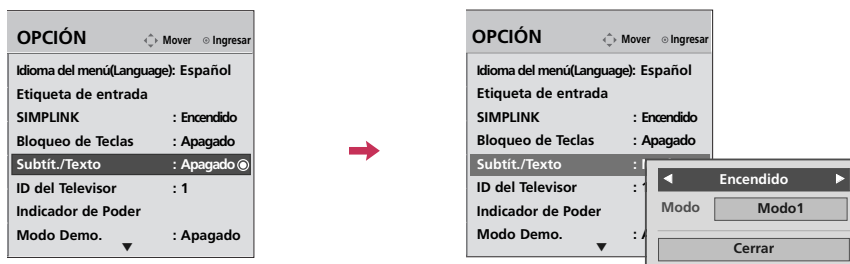 OPCIÓN Mover Ingresar
Idioma del menú(Language): Español
Etiqueta de entrada
SIMPLINK : Encendido
Bloqueo de Teclas : Apagado
Subtít./Texto : Apagado
ID del Televisor : 1
Indicador de Poder
Modo Demo. : Apagado
OPCIÓN Mover Ingresar
Idioma del menú(Language): Español
Etiqueta de entrada
SIMPLINK : Encendido
Bloqueo de Teclas : Apagado
Subtít./Texto :
ID del Televisor :
Indicador de Poder
Modo Demo. :
Encendido
Modo Modo1
Cerrar